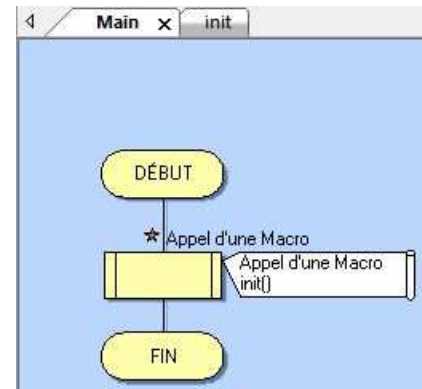 Main x init
DÉBUT
Appel d'une Macro
Appel d'une Macro
init()
FIN